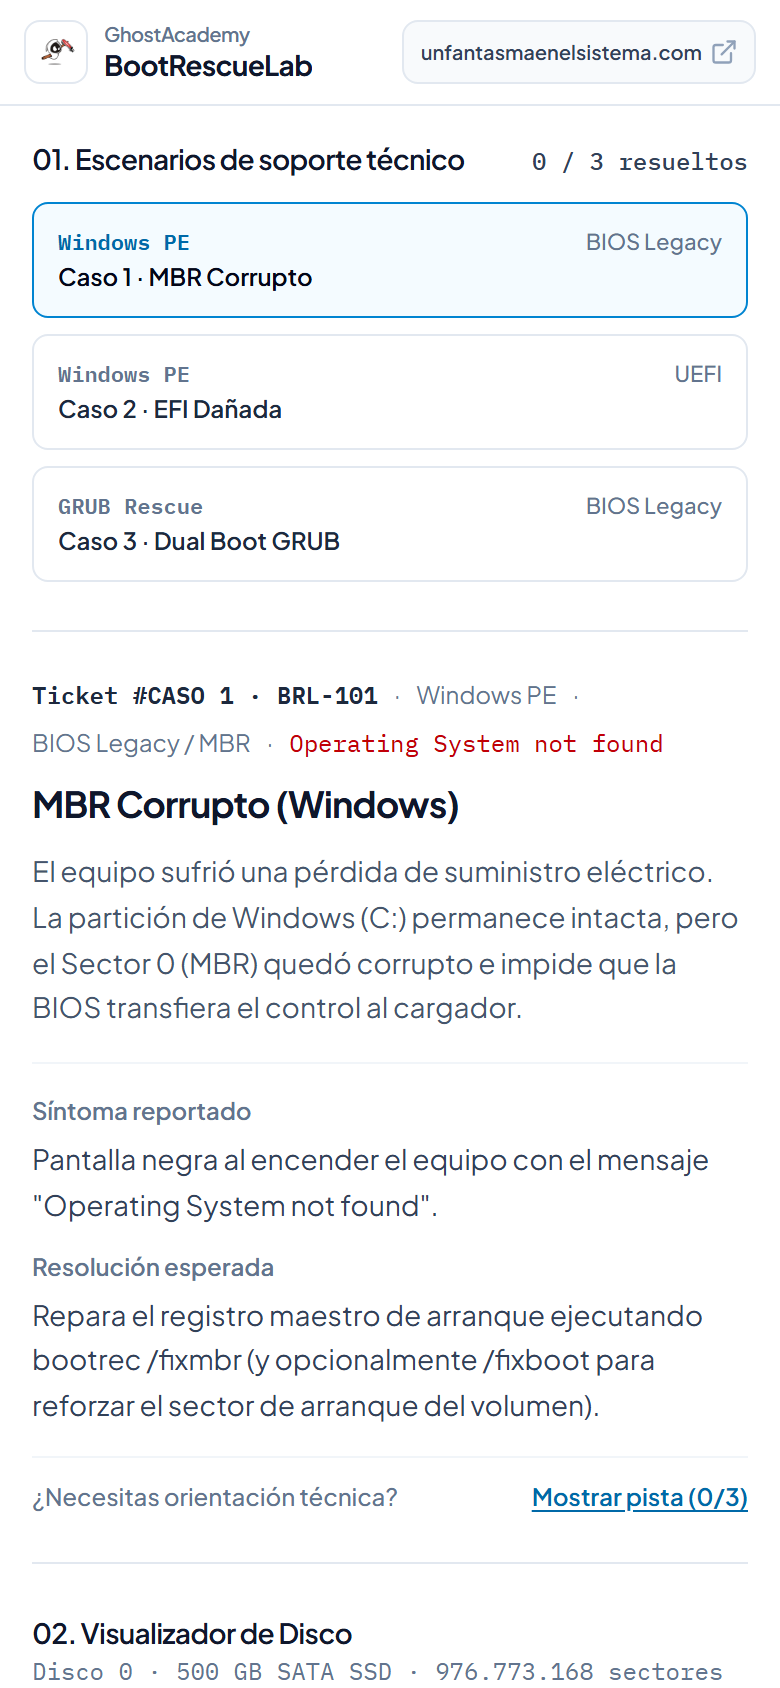 GhostAcademy
BootRescueLab
unfantasmaenelsistema.com
01. Escenarios de soporte técnico
0 / 3 resueltos
Windows PE
BIOS Legacy
Caso 1 · MBR Corrupto
Windows PE
UEFI
Caso 2 · EFI Dañada
GRUB Rescue
BIOS Legacy
Caso 3 · Dual Boot GRUB
Ticket #CASO 1 · BRL-101 · Windows PE ·
BIOS Legacy / MBR · Operating System not found
MBR Corrupto (Windows)
El equipo sufrió una pérdida de suministro eléctrico.
La partición de Windows (C:) permanece intacta, pero
el Sector 0 (MBR) quedó corrupto e impide que la
BIOS transfiera el control al cargador.
Síntoma reportado
Pantalla negra al encender el equipo con el mensaje
"Operating System not found".
Resolución esperada
Repara el registro maestro de arranque ejecutando
bootrec /fixmbr (y opcionalmente /fixboot para
reforzar el sector de arranque del volumen).
¿Necesitas orientación técnica?
Mostrar pista (0/3)
02. Visualizador de Disco
Disco 0 · 500 GB SATA SSD · 976.773.168 sectores